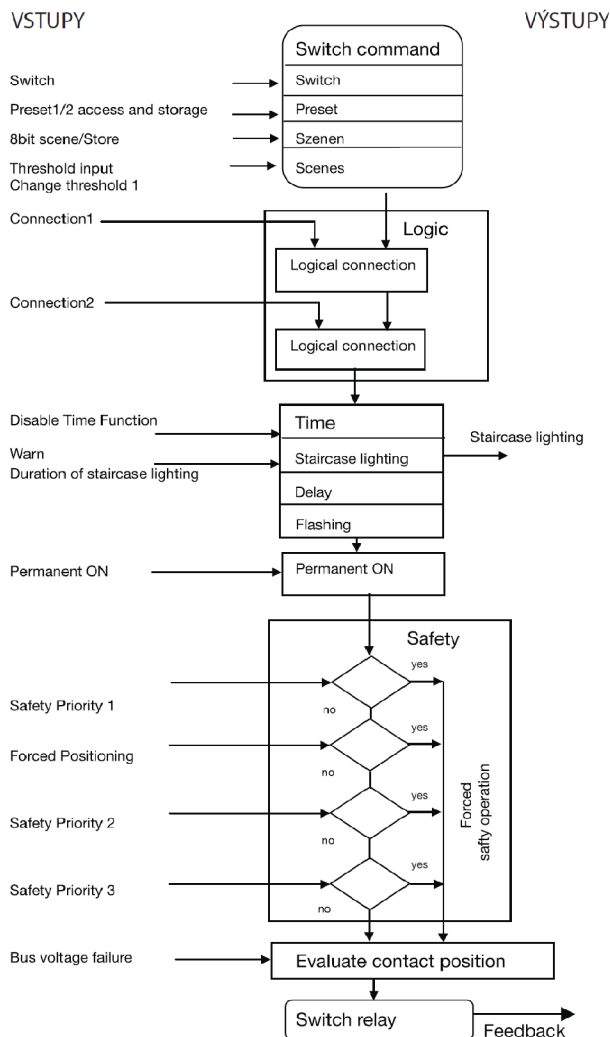 VSTUPY
VÝSTUPY
Switch command
Switch
Switch
Preset1/2 access and storage
Preset
8bit scene/Store
Szenen
Threshold input
Change threshold 1
Scenes
Connection1
Logic
Logical connection
Connection2
Logical connection
Disable Time Function
Time
Staircase lighting
Warn
Duration of staircase lighting
Staircase lighting
Delay
Flashing
Permanent ON
Permanent ON
Safety
yes
Safety Priority 1
no
yes
Forced Positioning
no
yes
Safety Priority 2
no
Forced
safty operation
yes
Safety Priority 3
no
Bus voltage failure
Evaluate contact position
Switch relay
Feedback